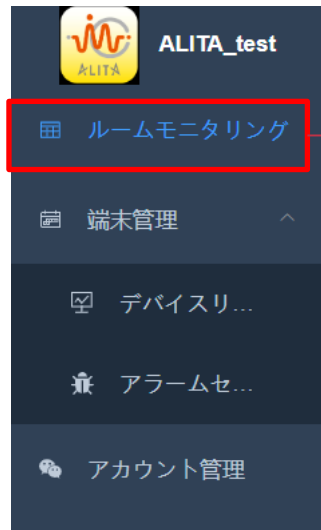 ALITA
ALITA_test
ルームモニタリング
端末管理
デバイスリ...
アラームセ...
アカウント管理